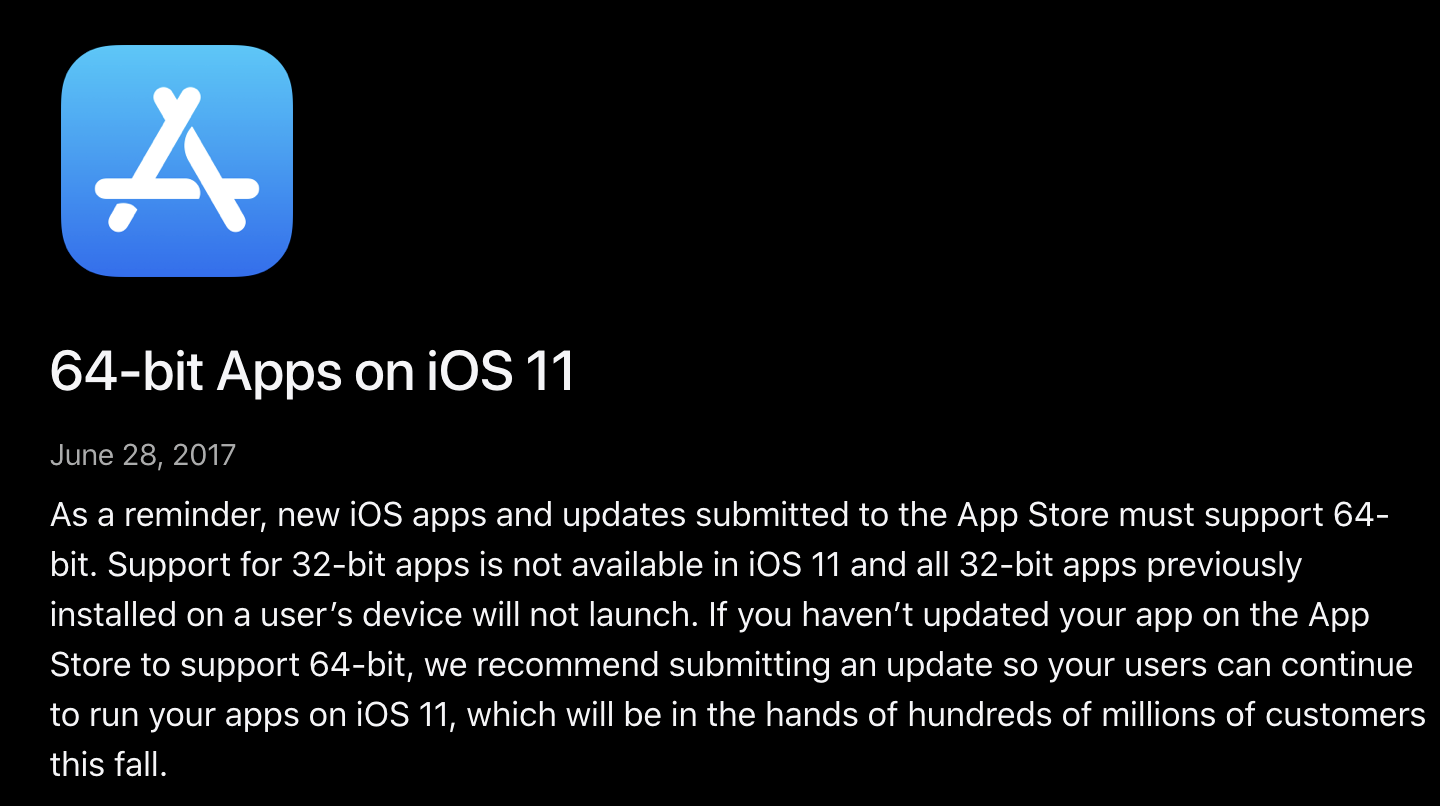 64-bit Apps on iOS 11
June 28, 2017
As a reminder, new iOS apps and updates submitted to the App Store must support 64-
bit. Support for 32-bit apps is not available in iOS 11 and all 32-bit apps previously
installed on a user’s device will not launch. If you haven’t updated your app on the App
Store to support 64-bit, we recommend submitting an update so your users can continue
to run your apps on iOS 11, which will be in the hands of hundreds of millions of customers
this fall.